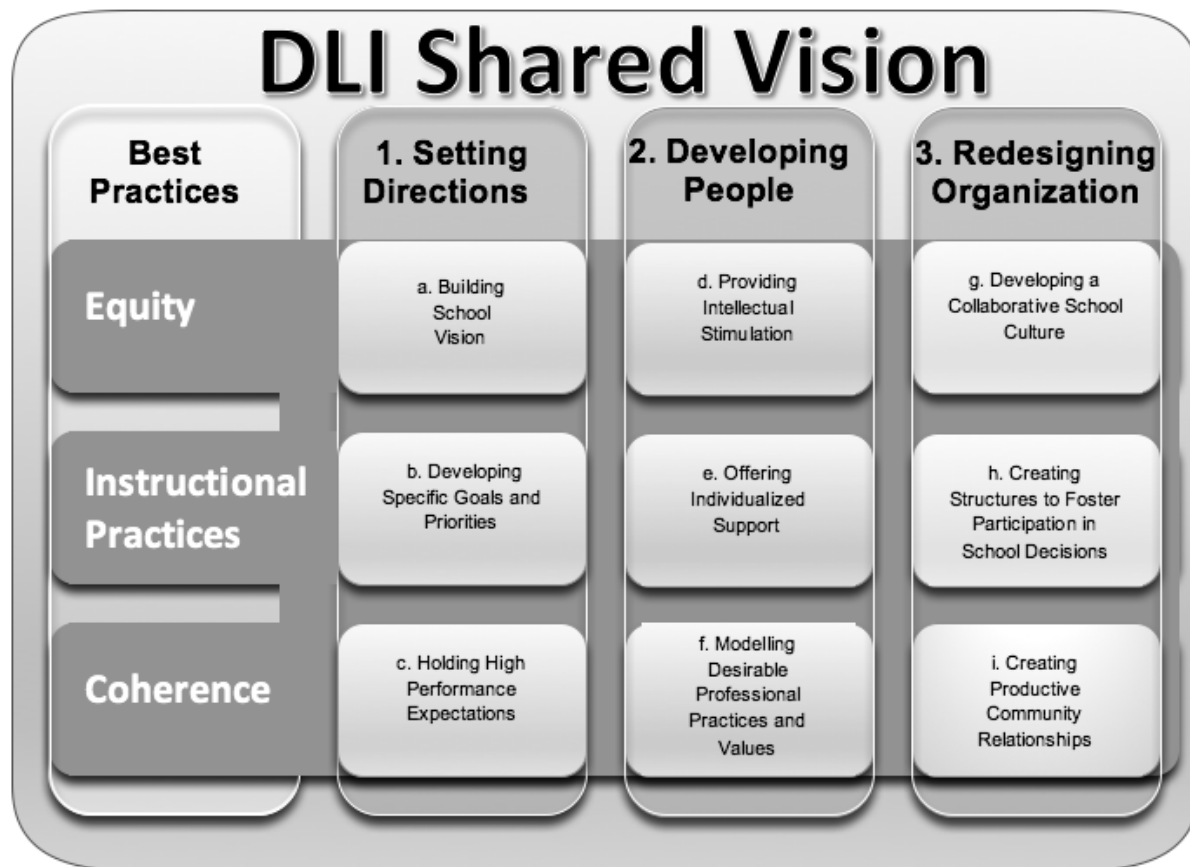 DLI Shared Vision
Best
Practices
1. Setting
Directions
2. Developing
People
3. Redesigning
Organization
Equity
a. Building
School
Vision
d. Providing
Intellectual
Stimulation
g. Developing a
Collaborative School
Culture
Instructional
Practices
b. Developing
Specific Goals and
Priorities
e. Offering
Individualized
Support
h. Creating
Structures to Foster
Participation in
School Decisions
Coherence
c. Holding High
Performance
Expectations
f. Modelling
Desirable
Professional
Practices and
Values
i. Creating
Productive
Community
Relationships